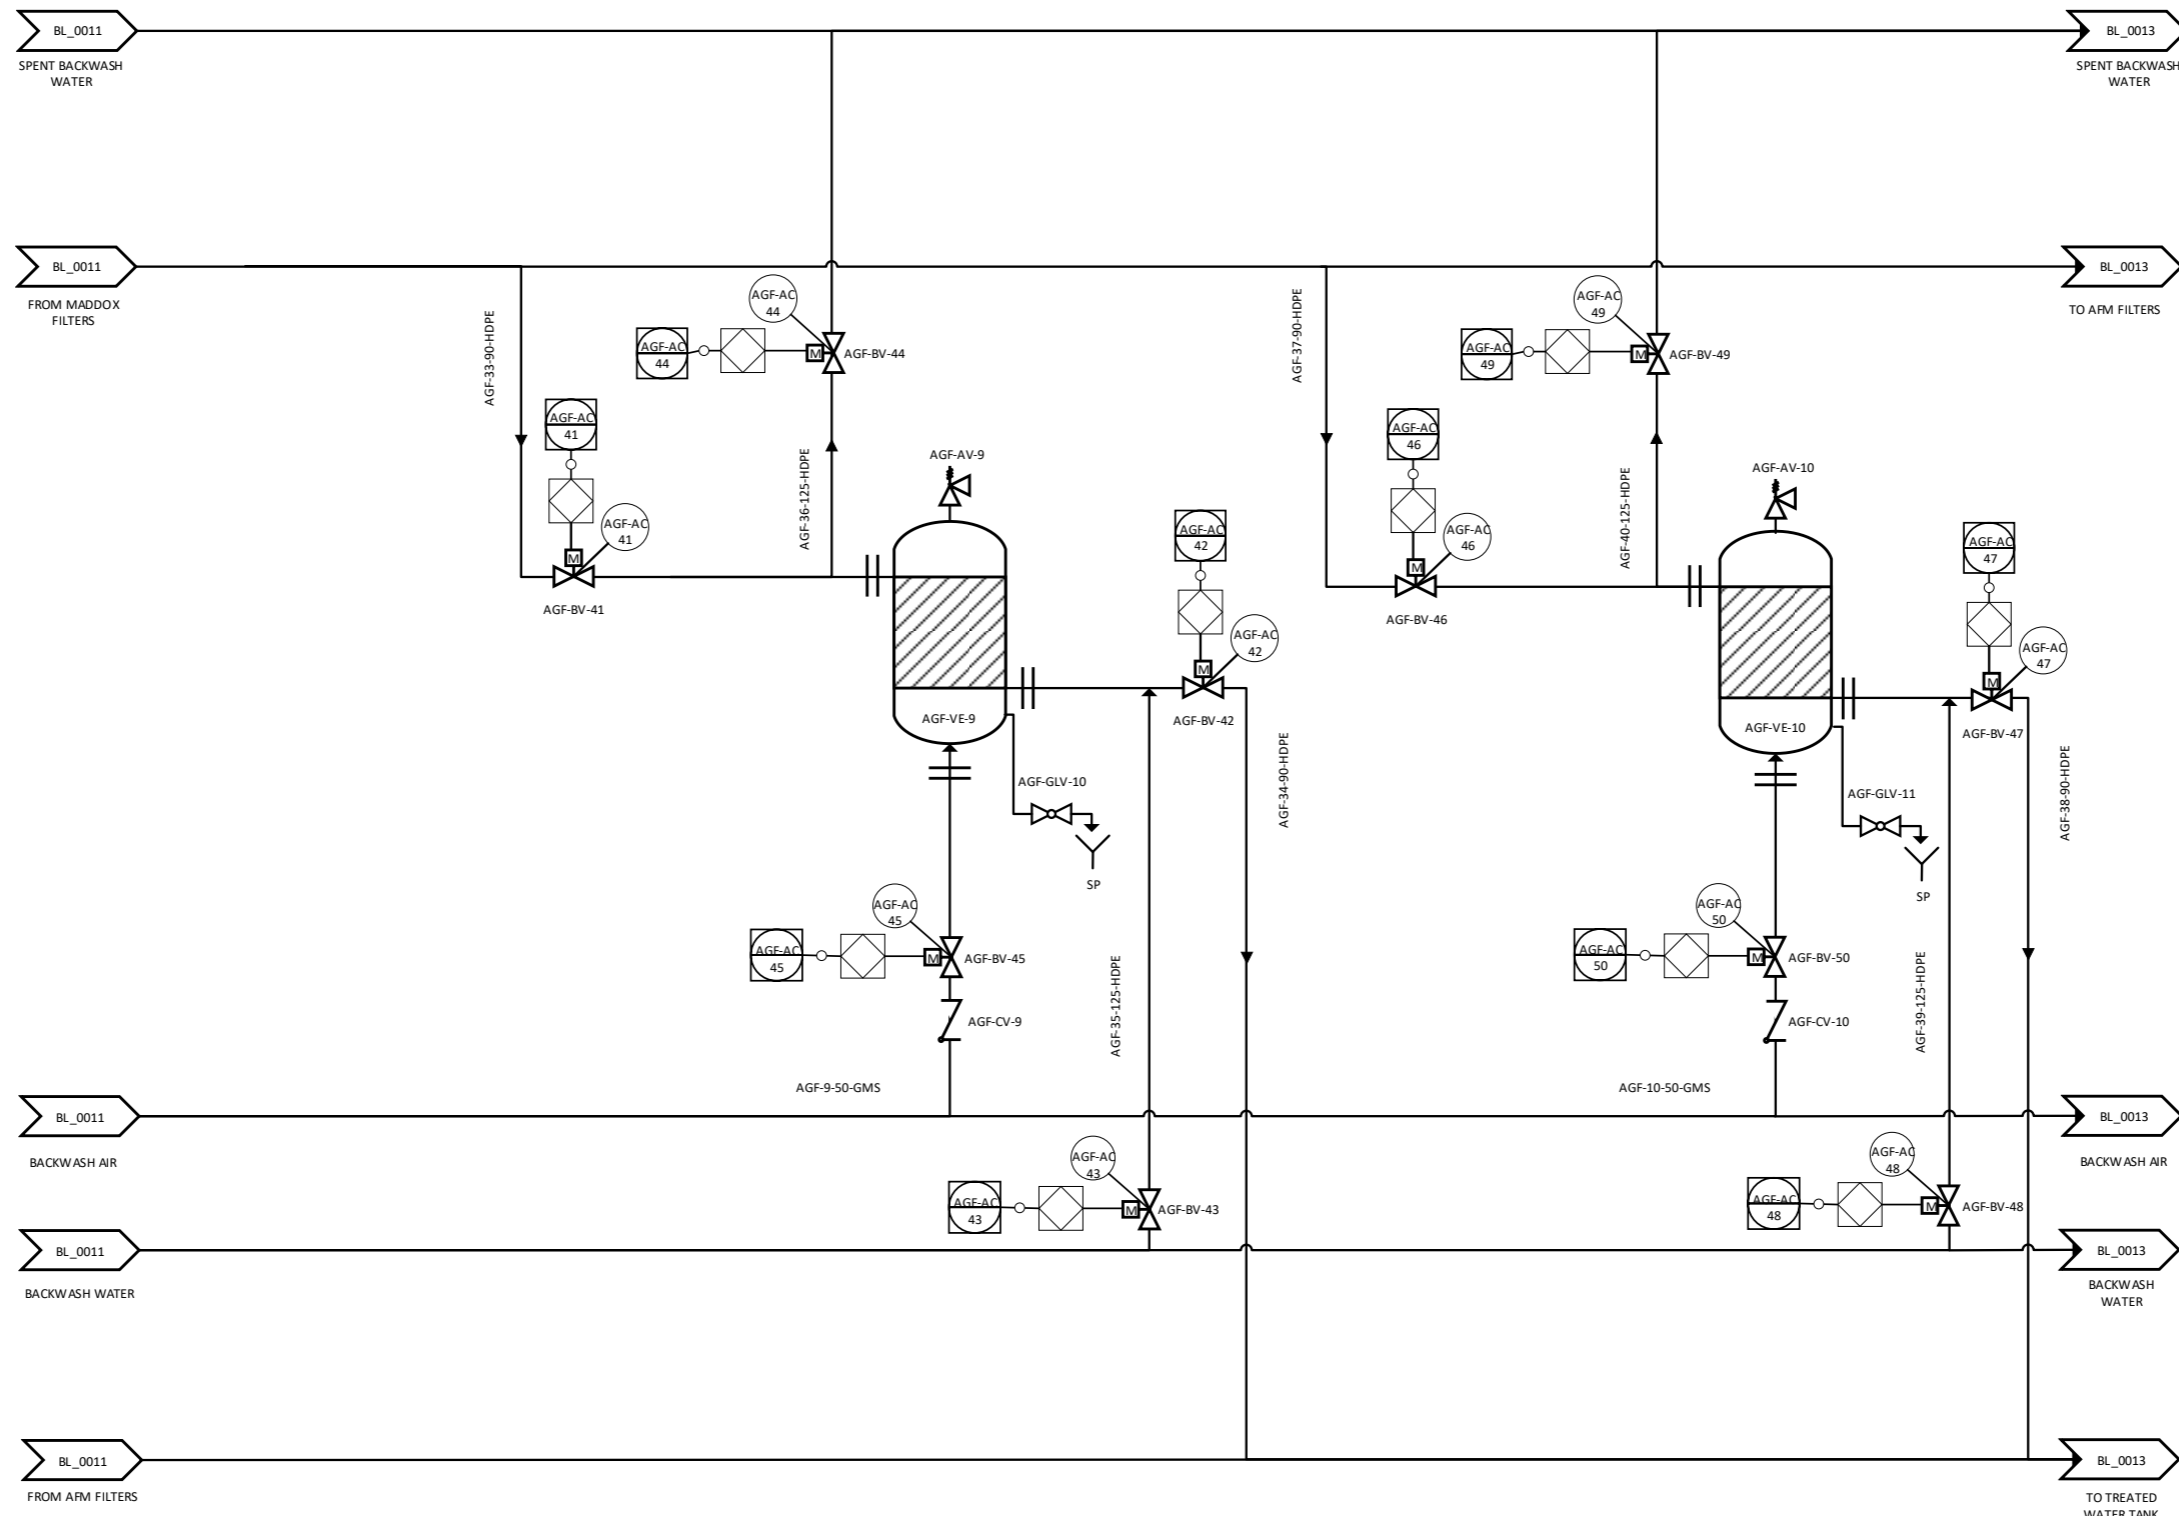 BL_0011
SPENT BACKWASH
WATER
BL_0013
SPENT BACKWASH
WATER
BL_0011
FROM MADDOX
FILTERS
BL_0013
TO AFM FILTERS
AGF-33-90-HDPE
AGF-AC
44
AGF-AC
44
M
AGF-BV-44
AGF-37-90-HDPE
AGF-AC
49
AGF-AC
49
M
AGF-BV-49
AGF-AC
41
AGF-AC
41
M
AGF-BV-41
AGF-36-125-HDPE
AGF-AV-9
AGF-VE-9
AGF-AC
42
AGF-AC
42
M
AGF-BV-42
AGF-AC
46
AGF-AC
46
M
AGF-BV-46
AGF-40-125-HDPE
AGF-AV-10
AGF-VE-10
AGF-AC
47
AGF-AC
47
M
AGF-BV-47
AGF-GLV-10
SP
AGF-34-90-HDPE
AGF-GLV-11
SP
AGF-38-90-HDPE
AGF-AC
45
AGF-AC
45
M
AGF-BV-45
AGF-CV-9
AGF-35-125-HDPE
AGF-AC
50
AGF-AC
50
M
AGF-BV-50
AGF-CV-10
AGF-39-125-HDPE
AGF-9-50-GMS
AGF-10-50-GMS
BL_0011
BACKWASH AIR
BL_0013
BACKWASH AIR
AGF-AC
43
AGF-AC
43
M
AGF-BV-43
AGF-AC
48
AGF-AC
48
M
AGF-BV-48
BL_0011
BACKWASH WATER
BL_0013
BACKWASH
WATER
BL_0011
FROM AFM FILTERS
BL_0013
TO TREATED
WATER TANK